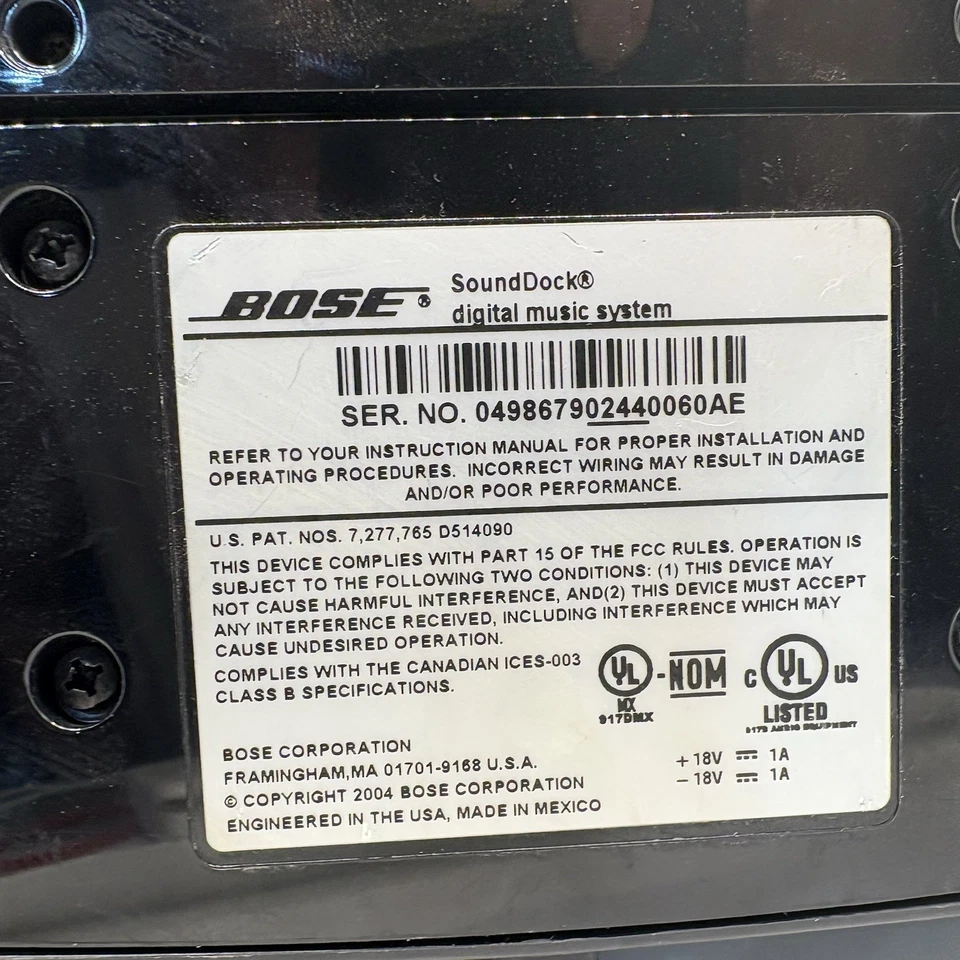 BOSE® SoundDock®
digital music system
SER. NO. 049867902440060AE
REFER TO YOUR INSTRUCTION MANUAL FOR PROPER INSTALLATION AND
OPERATING PROCEDURES. INCORRECT WIRING MAY RESULT IN DAMAGE
AND/OR POOR PERFORMANCE.
U.S. PAT. NOS. 7,277,765 D514090
THIS DEVICE COMPLIES WITH PART 15 OF THE FCC RULES. OPERATION IS
SUBJECT TO THE FOLLOWING TWO CONDITIONS: (1) THIS DEVICE MAY
NOT CAUSE HARMFUL INTERFERENCE, AND(2) THIS DEVICE MUST ACCEPT
ANY INTERFERENCE RECEIVED, INCLUDING INTERFERENCE WHICH MAY
CAUSE UNDESIRED OPERATION.
COMPLIES WITH THE CANADIAN ICES-003
CLASS B SPECIFICATIONS.
UL-NOM
MX
917DMX
c UL US
LISTED
917D AUDIO EQUIPMENT
BOSE CORPORATION
FRAMINGHAM,MA 01701-9168 U.S.A.
© COPYRIGHT 2004 BOSE CORPORATION
ENGINEERED IN THE USA, MADE IN MEXICO
+18V ⎓ 1A
−18V ⎓ 1A